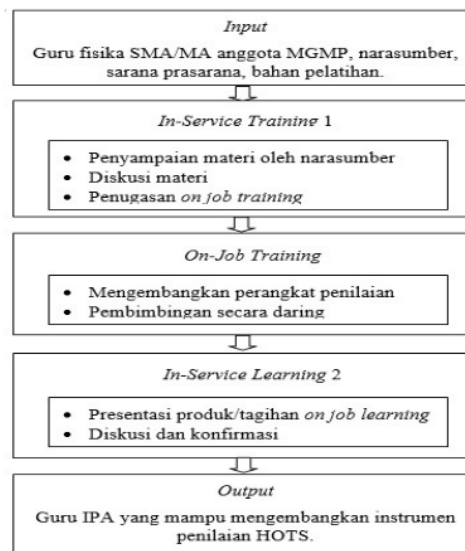 Input
Guru fisika SMA/MA anggota MGMP, narasumber,
sarana prasarana, bahan pelatihan.
In-Service Training 1
• Penyampaian materi oleh narasumber
• Diskusi materi
• Penugasan on job training
On-Job Training
• Mengembangkan perangkat penilaian
• Pembimbingan secara daring
In-Service Learning 2
• Presentasi produk/tagihan on job learning
• Diskusi dan konfirmasi
Output
Guru IPA yang mampu mengembangkan instrumen
penilaian HOTS.